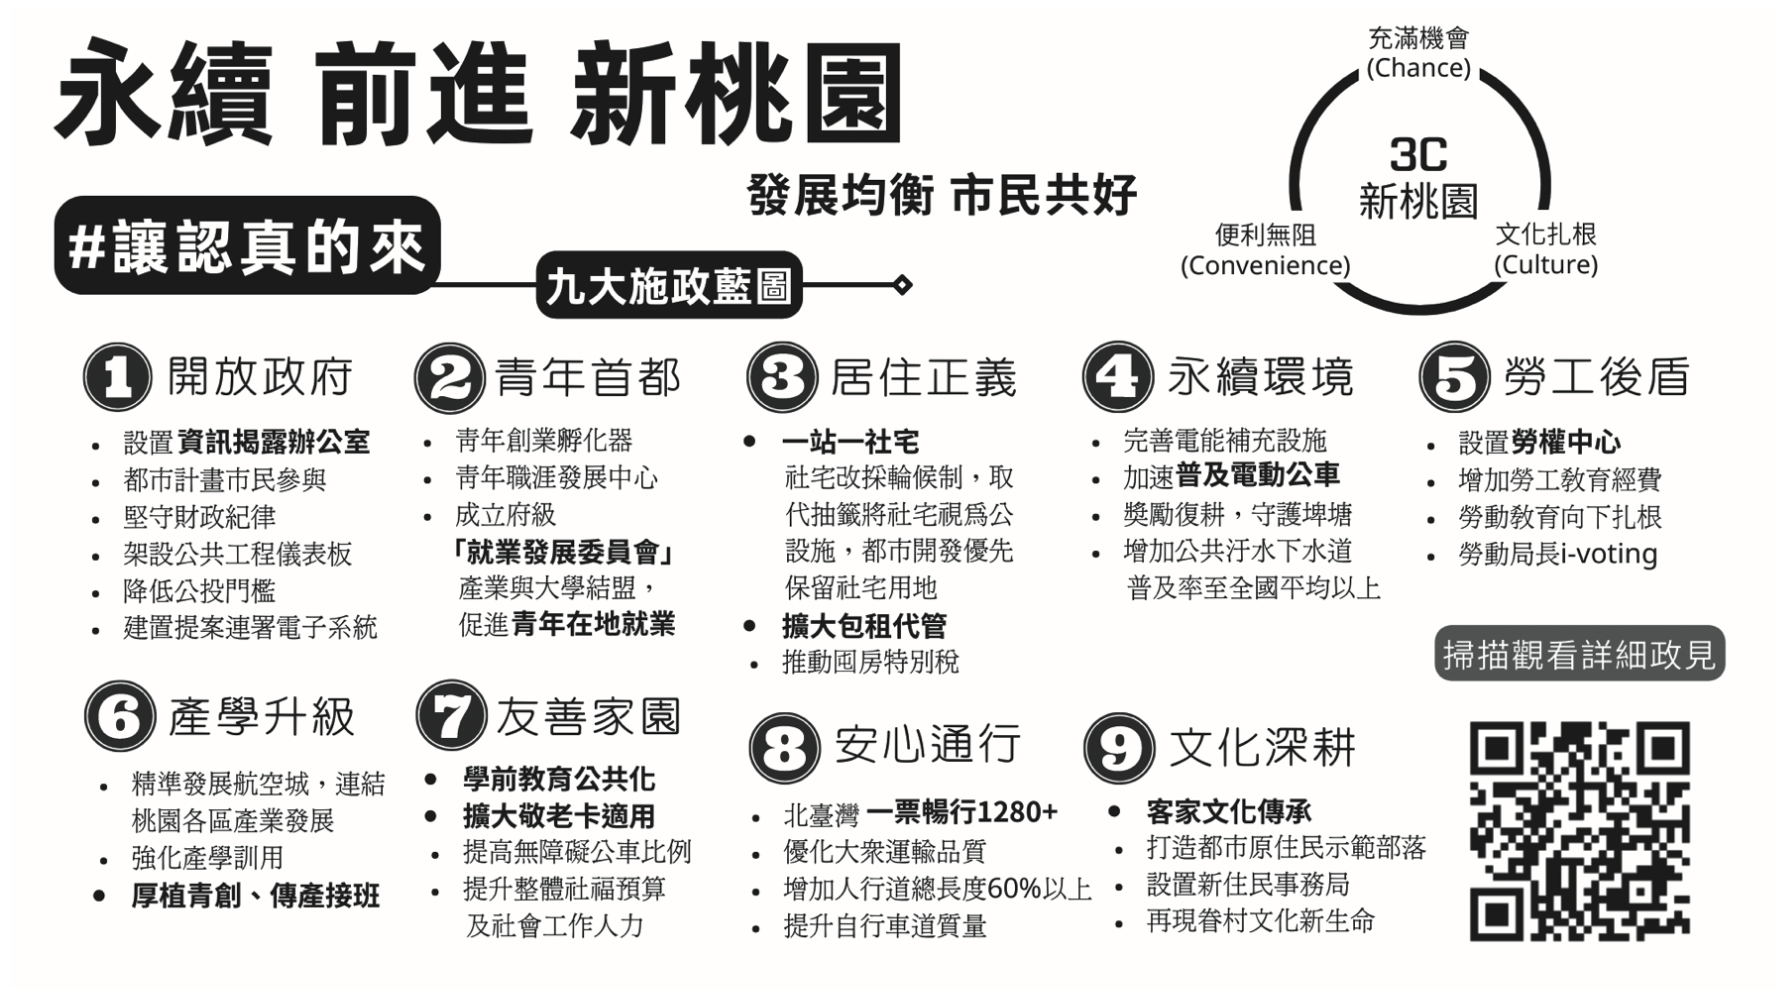 永續 前進 新桃園
發展均衡 市民共好
#讓認真的來
九大施政藍圖
充滿機會
(Chance)
3C
新桃園
便利無阻
(Convenience)
文化扎根
(Culture)
1 開放政府
• 設置資訊揭露辦公室
• 都市計畫市民參與
• 堅守財政紀律
• 架設公共工程儀表板
• 降低公投門檻
• 建置提案連署電子系統
2 青年首都
• 青年創業孵化器
• 青年職涯發展中心
• 成立府級
「就業發展委員會」
產業與大學結盟，
促進青年在地就業
3 居住正義
• 一站一社宅
社宅改採輪候制，取
代抽籤將社宅視為公
設施，都市開發優先
保留社宅用地
• 擴大包租代管
• 推動囤房特別稅
4 永續環境
• 完善電能補充設施
• 加速普及電動公車
• 獎勵復耕，守護埤塘
• 增加公共汙水下水道
普及率至全國平均以上
5 勞工後盾
• 設置勞權中心
• 增加勞工教育經費
• 勞動教育向下扎根
• 勞動局長i-voting
6 產學升級
• 精準發展航空城，連結
桃園各區產業發展
• 強化產學訓用
• 厚植青創、傳產接班
7 友善家園
• 學前教育公共化
• 擴大敬老卡適用
• 提高無障礙公車比例
• 提升整體社福預算
及社會工作人力
8 安心通行
• 北臺灣 一票暢行1280+
• 優化大眾運輸品質
• 增加人行道總長度60%以上
• 提升自行車道質量
9 文化深耕
• 客家文化傳承
• 打造都市原住民示範部落
• 設置新住民事務局
• 再現眷村文化新生命
掃描觀看詳細政見